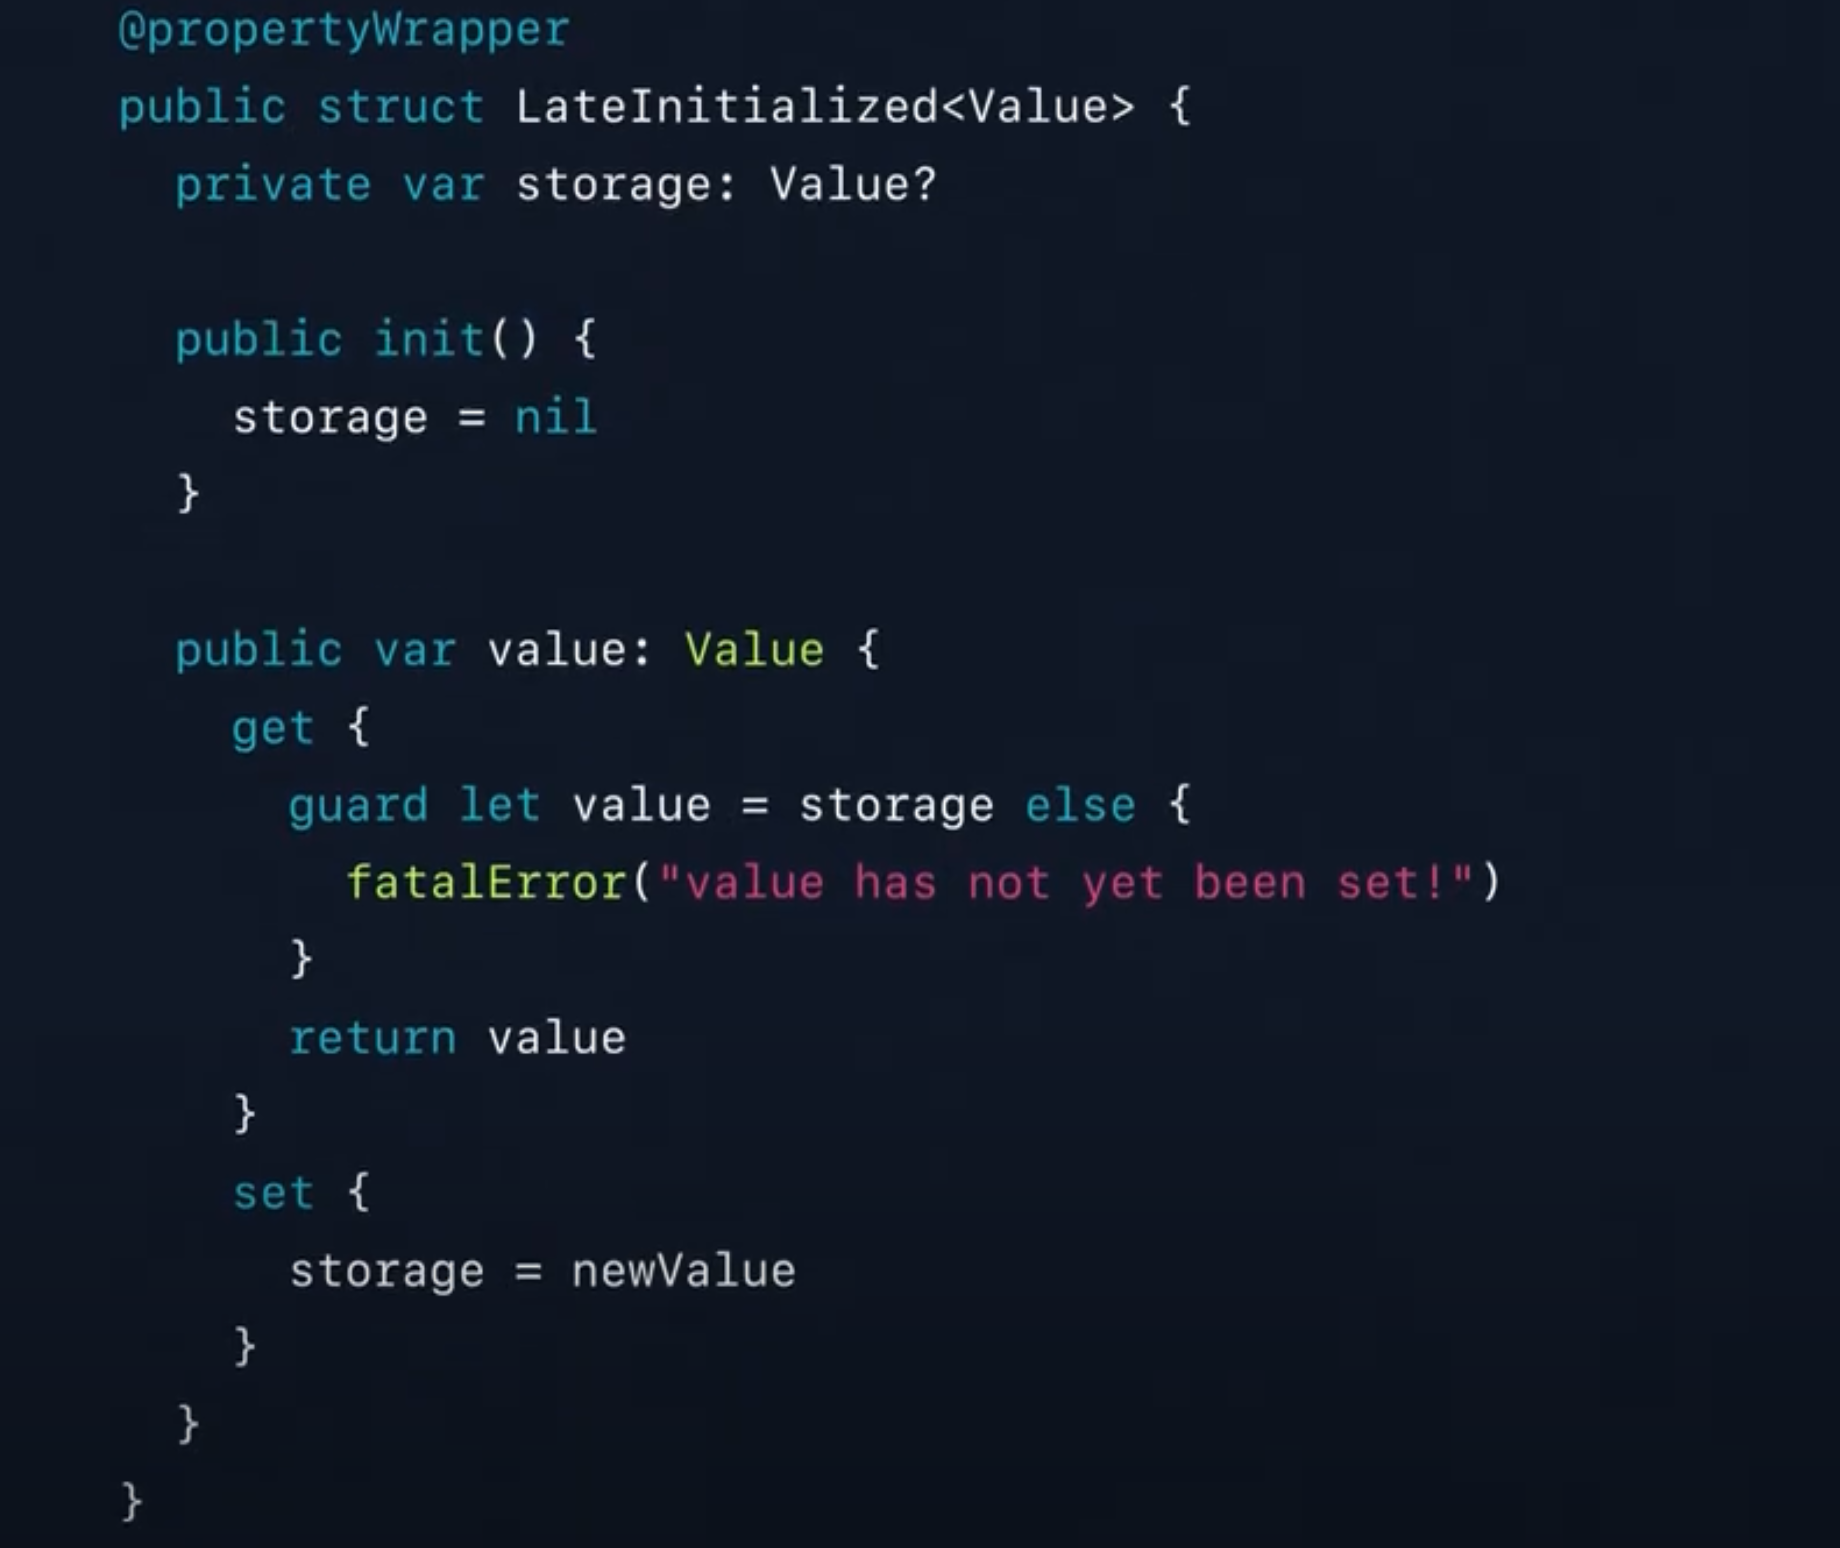 @propertyWrapper
public struct LateInitialized<Value> {
  private var storage: Value?

  public init() {
    storage = nil
  }

  public var value: Value {
    get {
      guard let value = storage else {
        fatalError("value has not yet been set!")
      }
      return value
    }
    set {
      storage = newValue
    }
  }
}